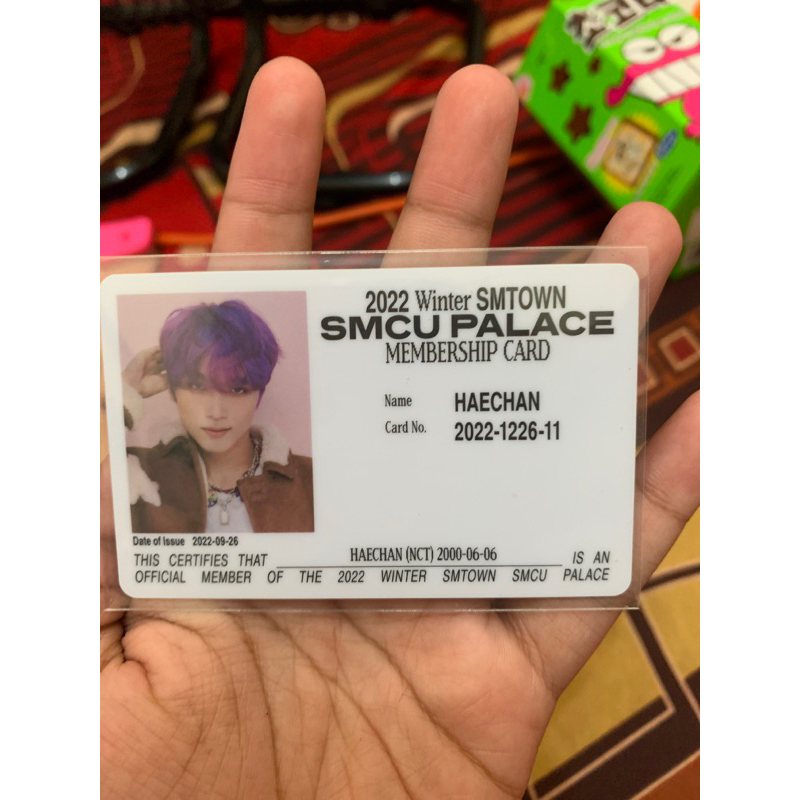 2022 Winter SMTOWN
SMCU PALACE
MEMBERSHIP CARD
Name HAECHAN
Card No. 2022-1226-11
Date of Issue 2022-09-26
THIS CERTIFIES THAT HAECHAN (NCT) 2000-06-06 IS AN
OFFICIAL MEMBER OF THE 2022 WINTER SMTOWN SMCU PALACE